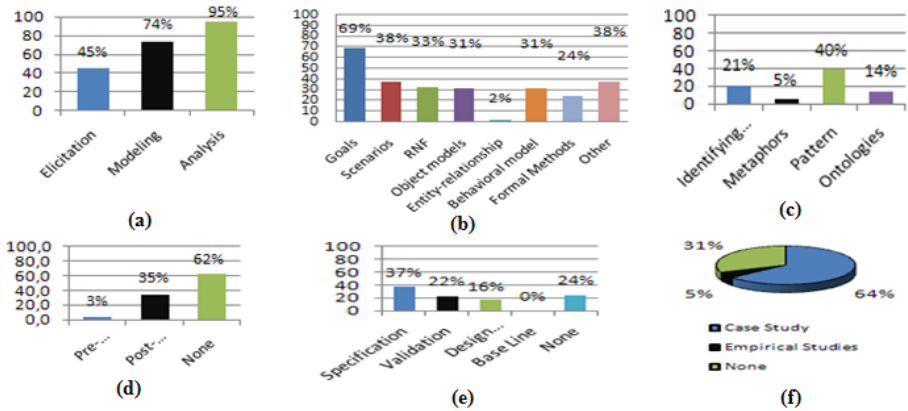 100
80
60
40
20
0
45%
74%
95%
Elicitation
Modeling
Analysis
(a)
100
90
80
70
60
50
40
30
20
10
0
69%
38%
33%
31%
2%
31%
24%
38%
Goals
Scenarios
RNF
Object models
Entity-relationship
Behavioral model
Formal Methods
Other
(b)
100
80
60
40
20
0
21%
5%
40%
14%
Identifying...
Metaphors
Pattern
Ontologies
(c)
100,0
80,0
60,0
40,0
20,0
0,0
3%
35%
62%
Pre-...
Post-...
None
(d)
100
80
60
40
20
0
37%
22%
16%
0%
24%
Specification
Validation
Design...
Base Line
None
(e)
31%
5%
64%
Case Study
Empirical Studies
None
(f)